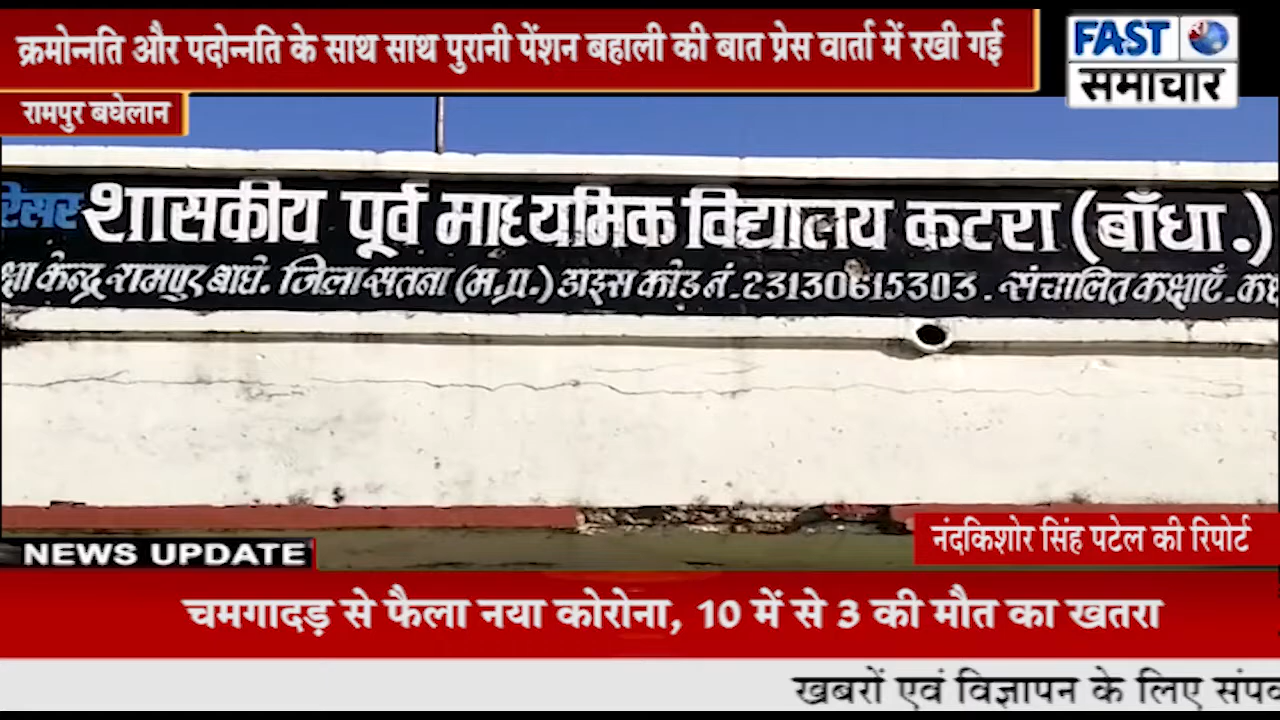 क्रमोन्नति और पदोन्नति के साथ साथ पुरानी पेंशन बहाली की बात प्रेस वार्ता में रखी गई
FAST
समाचार
रामपुर बघेलान
शासकीय पूर्व माध्यमिक विद्यालय कटरा (बाँधा.)
केन्द्र रामपुर बाघे. जिला सतना (म.प्र.) डाइस कोड नं. 23130615303. संचालित कक्षाएँ.
नंदकिशोर सिंह पटेल की रिपोर्ट
NEWS UPDATE
चमगादड़ से फैला नया कोरोना, 10 में से 3 की मौत का खतरा
खबरों एवं विज्ञापन के लिए